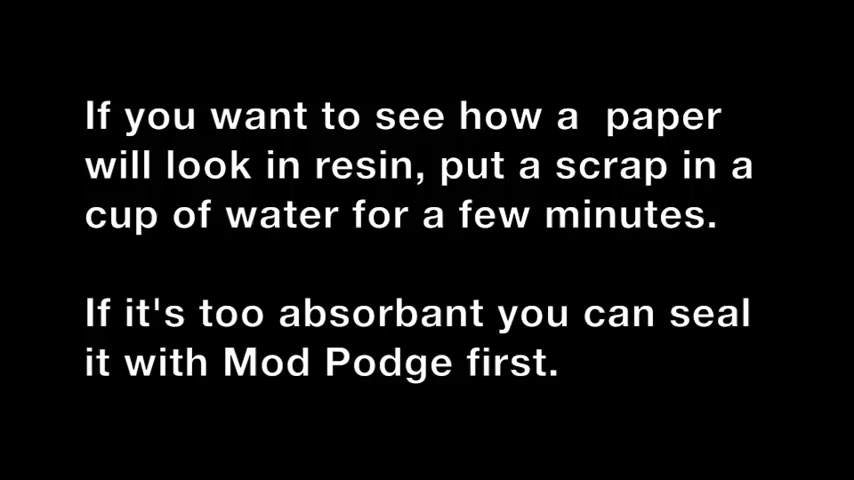 If you want to see how a  paper
will look in resin, put a scrap in a
cup of water for a few minutes.
If it's too absorbant you can seal
it with Mod Podge first.